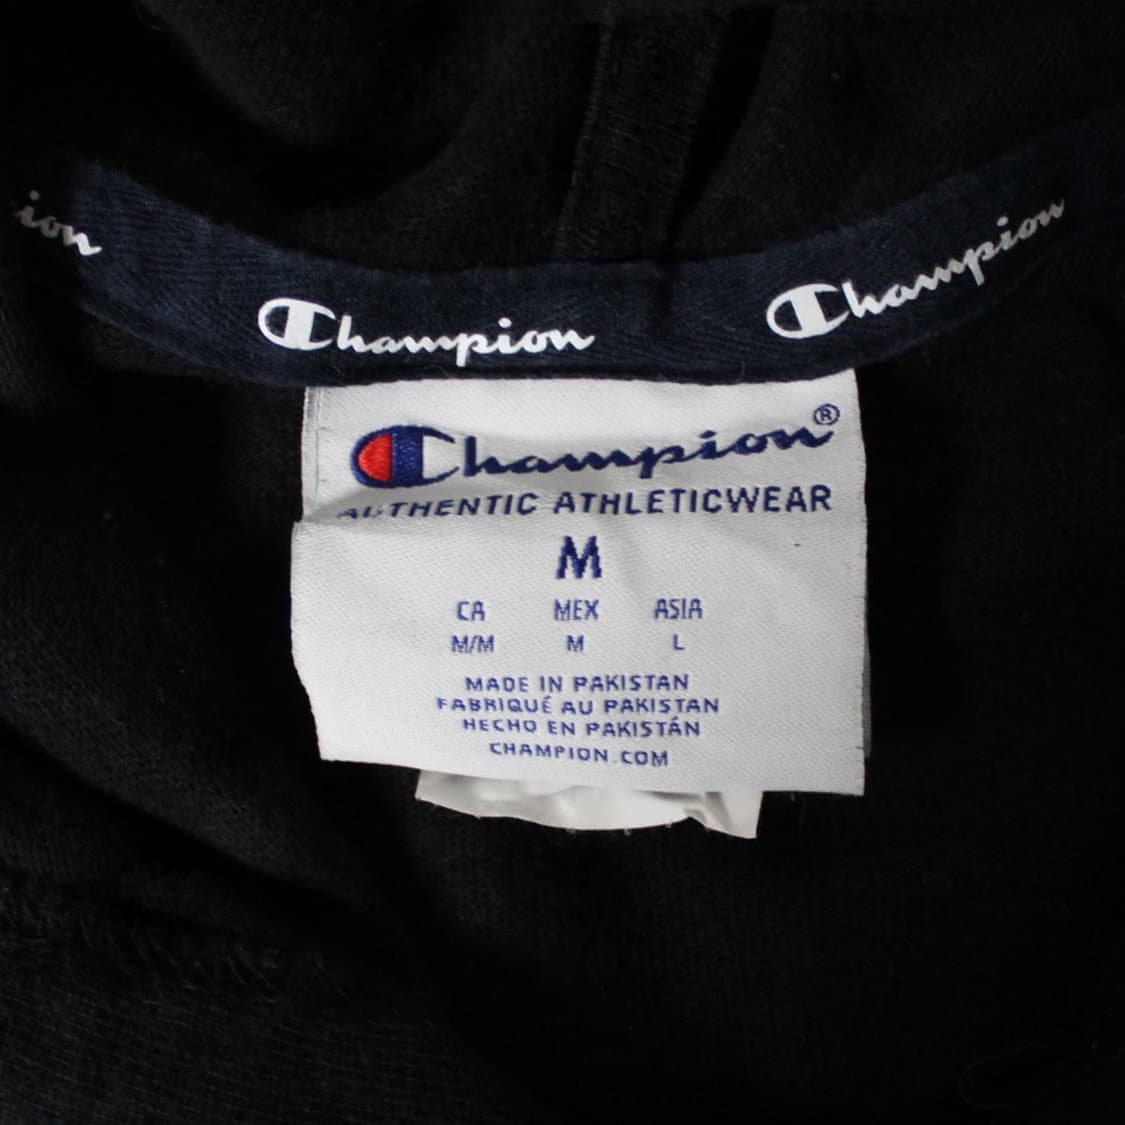 ion Champion Champion
Champion®
AUTHENTIC ATHLETICWEAR
M
CA MEX ASIA
M/M M L
MADE IN PAKISTAN
FABRIQUÉ AU PAKISTAN
HECHO EN PAKISTÁN
CHAMPION.COM